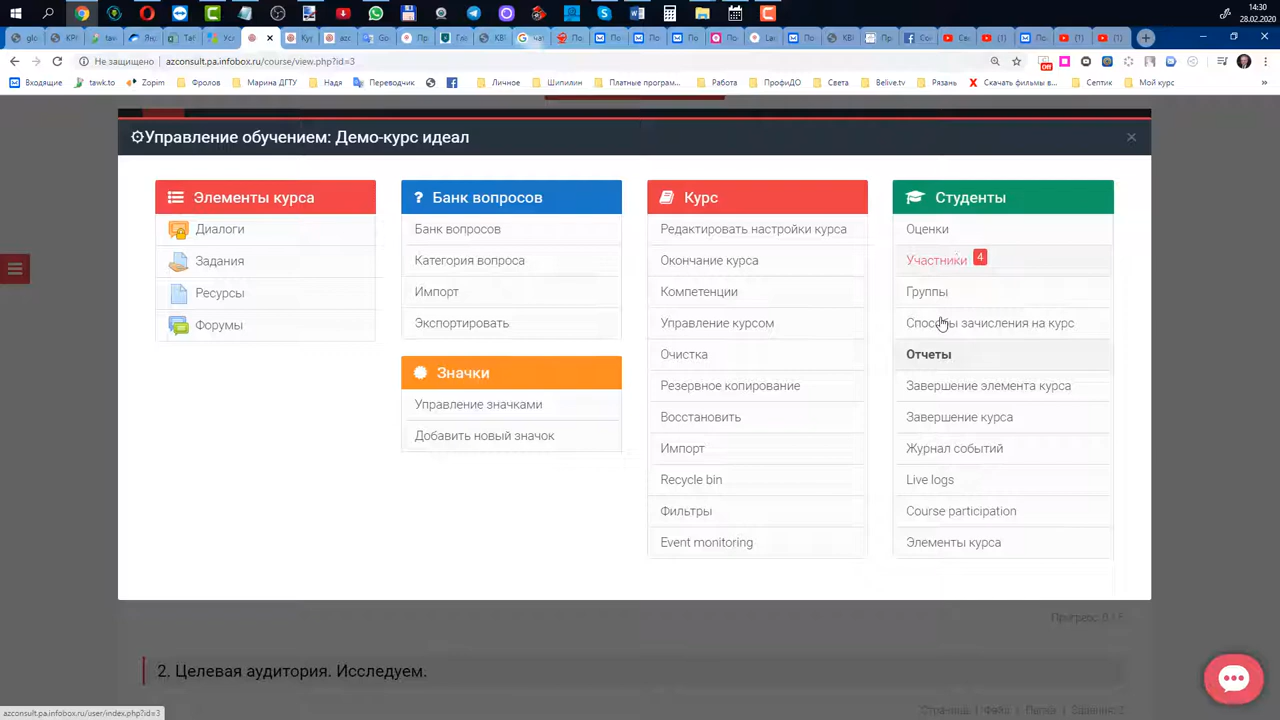 14:30
28.02.2020
Не защищено
azconsult.pa.infobox.ru/course/view.php?id=3
Входящие
tawk.to
Zopim
Фролов
Марина ДГТУ
Переводчик
Личное
Шипилин
Платные програм...
Работа
Света
Belive.tv
Рязань
Скачать фильмы в...
Септик
Мой курс
Управление обучением: Демо-курс идеал
Элементы курса
Диалоги
Задания
Ресурсы
Форумы
? Банк вопросов
Банк вопросов
Категория вопроса
Импорт
Экспортировать
Значки
Управление значками
Добавить новый значок
Курс
Редактировать настройки курса
Окончание курса
Компетенции
Управление курсом
Очистка
Резервное копирование
Восстановить
Импорт
Recycle bin
Фильтры
Event monitoring
Студенты
Оценки
Участники 4
Группы
Способы зачисления на курс
Отчеты
Завершение элемента курса
Завершение курса
Журнал событий
Live logs
Course participation
Элементы курса
2. Целевая аудитория. Исследуем.
azconsult.pa.infobox.ru/user/index.php?id=3